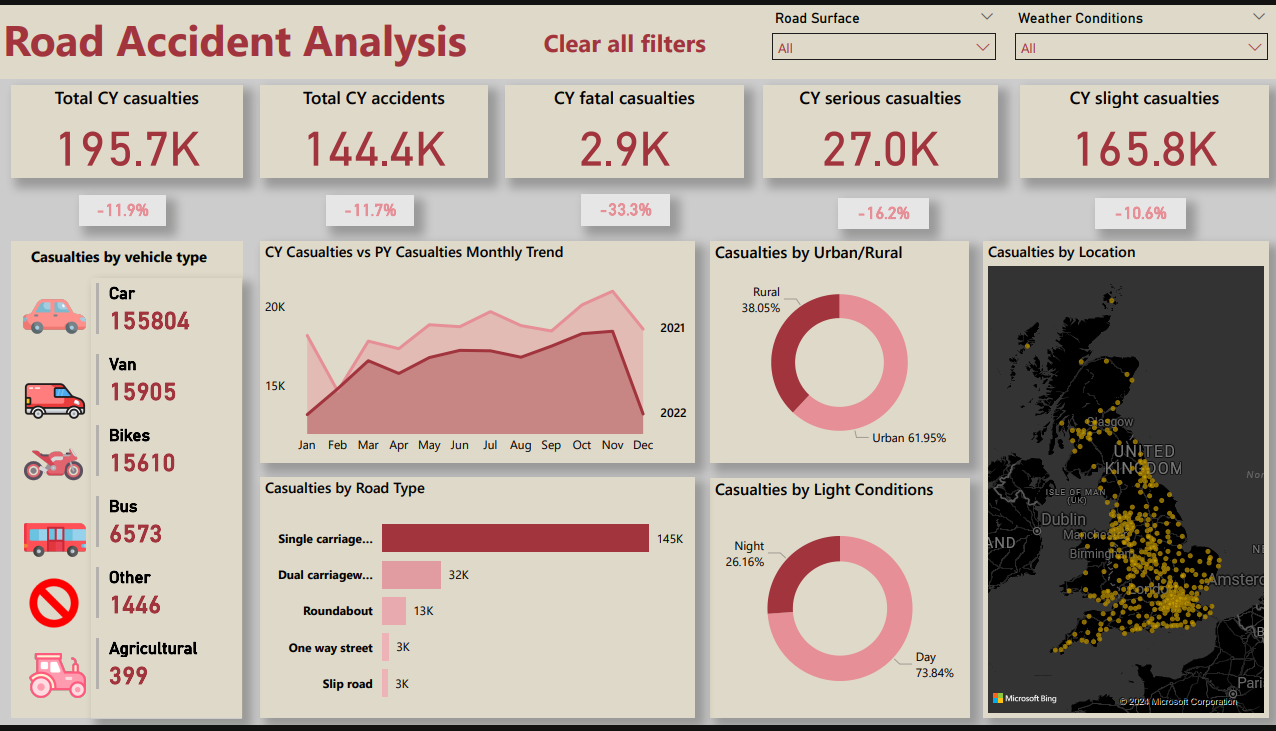 Road Accident Analysis
Clear all filters
Road Surface
All
Weather Conditions
All
Total CY casualties
195.7K
-11.9%
Total CY accidents
144.4K
-11.7%
CY fatal casualties
2.9K
-33.3%
CY serious casualties
27.0K
-16.2%
CY slight casualties
165.8K
-10.6%
Casualties by vehicle type
Car
155804
Van
15905
Bikes
15610
Bus
6573
Other
1446
Agricultural
399
CY Casualties vs PY Casualties Monthly Trend
20K
15K
2021
2022
Jan Feb Mar Apr May Jun Jul Aug Sep Oct Nov Dec
Casualties by Road Type
Single carriage... 145K
Dual carriagew... 32K
Roundabout 13K
One way street 3K
Slip road 3K
Casualties by Urban/Rural
Rural
38.05%
Urban 61.95%
Casualties by Light Conditions
Night
26.16%
Day
73.84%
Casualties by Location
Glasgow
UNITED
KINGDOM
Nor
ISLE OF MAN
(UK)
Dublin
Manche
AND
Birmingham
NE
Amsterd
Londo
B
Pari
Microsoft Bing
© 2024 Microsoft Corporation